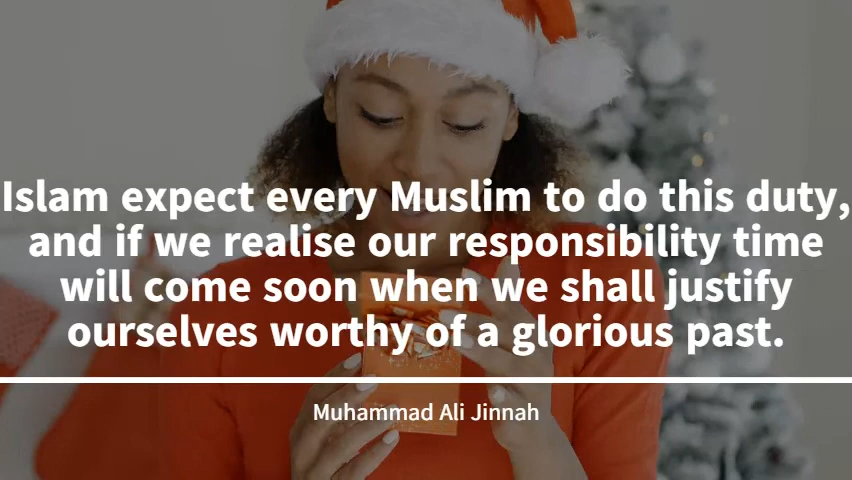 Islam expect every Muslim to do this duty,
and if we realise our responsibility time
will come soon when we shall justify
ourselves worthy of a glorious past.
Muhammad Ali Jinnah